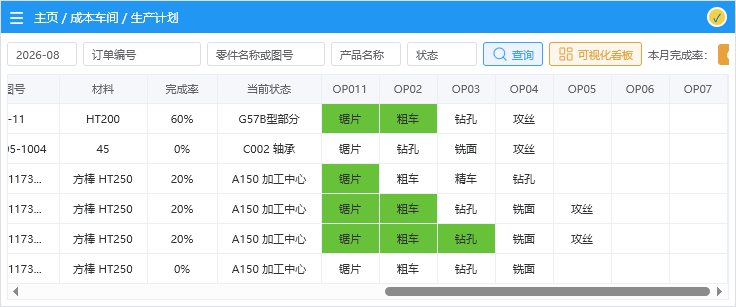 主页 / 成本车间 / 生产计划
2026-08 订单编号 零件名称或图号 产品名称 状态 查询 可视化看板 本月完成率:
图号 材料 完成率 当前状态 OP011 OP02 OP03 OP04 OP05 OP06 OP07
-11 HT200 60% G57B型部分 锯片 粗车 钻孔 攻丝
05-1004 45 0% C002 轴承 锯片 钻孔 铣面 攻丝
1173... 方棒 HT250 20% A150 加工中心 锯片 粗车 精车 钻孔
1173... 方棒 HT250 20% A150 加工中心 锯片 粗车 钻孔 铣面 攻丝
1173... 方棒 HT250 20% A150 加工中心 锯片 粗车 钻孔 铣面 攻丝
1173... 方棒 HT250 0% A150 加工中心 锯片 粗车 钻孔 铣面